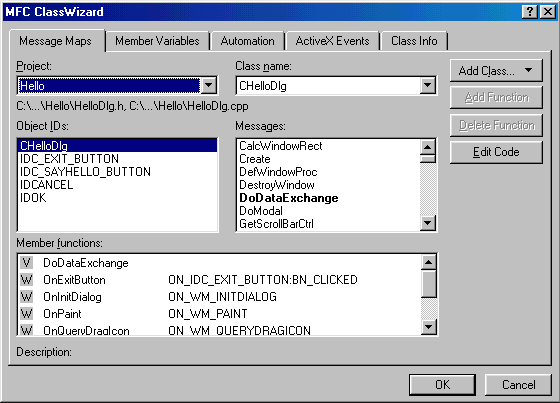 MFC ClassWizard
Message Maps Member Variables Automation ActiveX Events Class Info
Project: Class name:
Hello CHelloDlg Add Class...
C:\...\Hello\HelloDlg.h, C:\...\Hello\HelloDlg.cpp Add Function
Object IDs: Messages: Delete Function
CHelloDlg CalcWindowRect
IDC_EXIT_BUTTON Create Edit Code
IDC_SAYHELLO_BUTTON DefWindowProc
IDCANCEL DestroyWindow
IDOK DoDataExchange
DoModal
GetScrollBarCtrl
Member functions:
V DoDataExchange
W OnExitButton ON_IDC_EXIT_BUTTON:BN_CLICKED
W OnInitDialog ON_WM_INITDIALOG
W OnPaint ON_WM_PAINT
W OnQueryDragIcon ON_WM_QUERYDRAGICON
Description:
OK Cancel